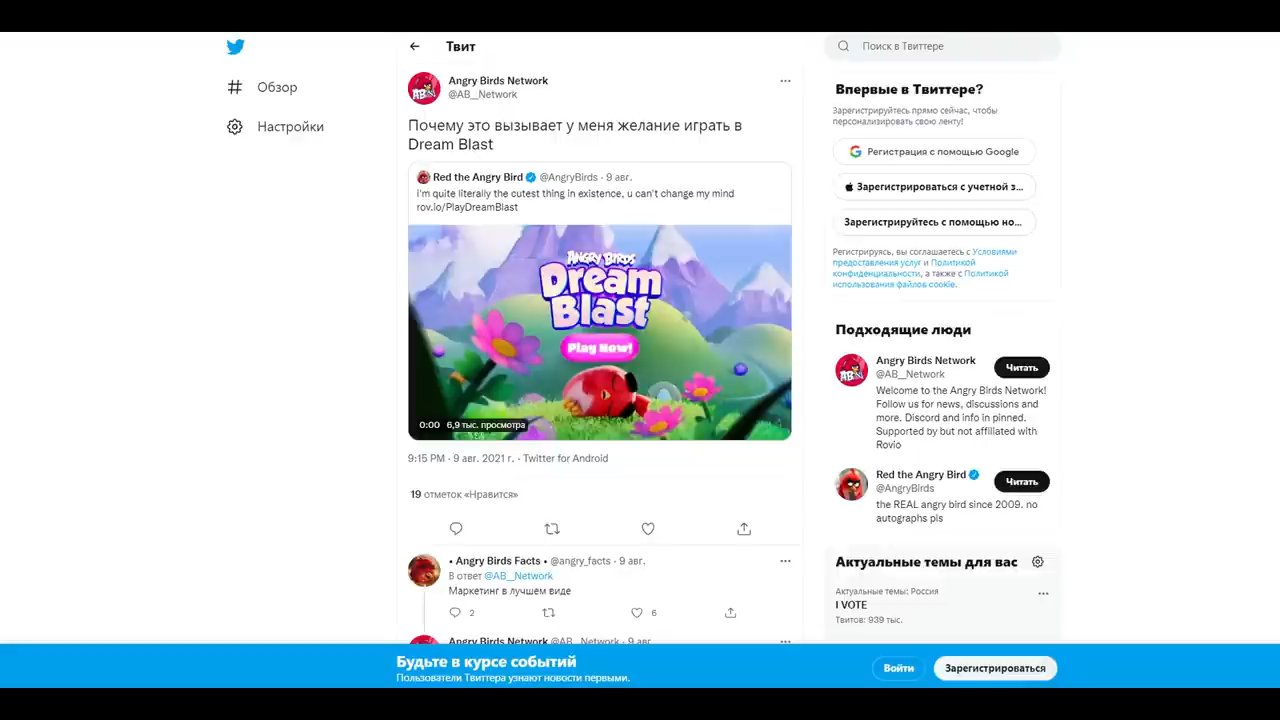 Твит
Поиск в Твиттере
Обзор
Настройки
Angry Birds Network
@AB__Network
Почему это вызывает у меня желание играть в
Dream Blast
Red the Angry Bird @AngryBirds · 9 авг.
i'm quite literally the cutest thing in existence, u can't change my mind
rov.io/PlayDreamBlast
ANGRY BIRDS
Dream
Blast
Play Now!
0:00 6,9 тыс. просмотра
9:15 PM · 9 авг. 2021 г. · Twitter for Android
19 отметок «Нравится»
• Angry Birds Facts • @angry_facts · 9 авг.
В ответ @AB__Network
Маркетинг в лучшем виде
2 6
Angry Birds Network @AB__Network · 9 авг.
Впервые в Твиттере?
Зарегистрируйтесь прямо сейчас, чтобы
персонализировать свою ленту!
Регистрация с помощью Google
Зарегистрироваться с учетной з...
Зарегистрируйтесь с помощью но...
Регистрируясь, вы соглашаетесь с Условиями
предоставления услуг и Политикой
конфиденциальности, а также с Политикой
использования файлов cookie.
Подходящие люди
Angry Birds Network
@AB__Network
Читать
Welcome to the Angry Birds Network!
Follow us for news, discussions and
more. Discord and info in pinned.
Supported by but not affiliated with
Rovio
Red the Angry Bird
@AngryBirds
Читать
the REAL angry bird since 2009. no
autographs pls
Актуальные темы для вас
Актуальные темы: Россия
I VOTE
Твитов: 939 тыс.
Будьте в курсе событий
Пользователи Твиттера узнают новости первыми.
Войти
Зарегистрироваться